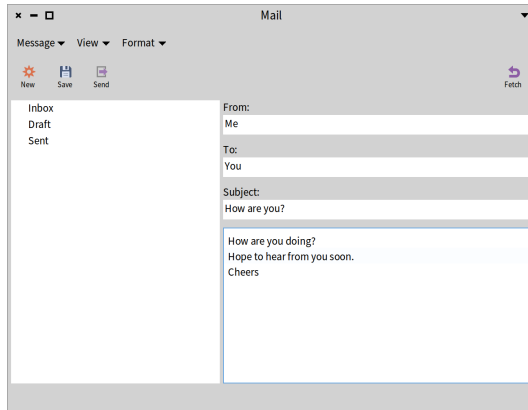 Mail
Message View Format
New Save Send Fetch
Inbox
Draft
Sent
From:
Me
To:
You
Subject:
How are you?
How are you doing?
Hope to hear from you soon.
Cheers